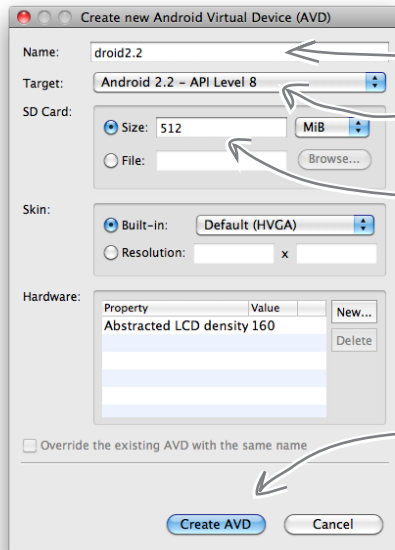 Create new Android Virtual Device (AVD)
Name: droid2.2
Target: Android 2.2 – API Level 8
SD Card:
Size: 512 MiB
File: Browse...
Skin:
Built-in: Default (HVGA)
Resolution: x
Hardware:
Property Value
New...
Abstracted LCD density 160
Delete
Override the existing AVD with the same name
Create AVD Cancel